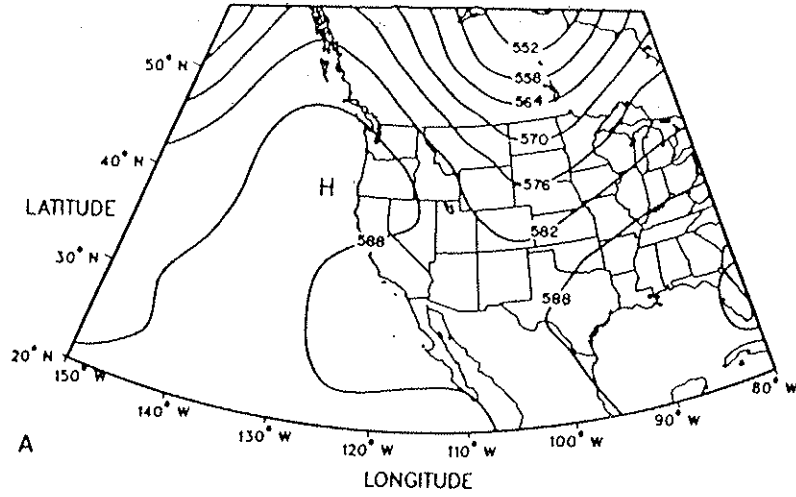 552
50° N
558
564
570
40° N
576
H
LATITUDE
582
588
30° N
588
20° N
150° W
80° W
140° W
90° W
130° W
100° W
120° W
110° W
A
LONGITUDE